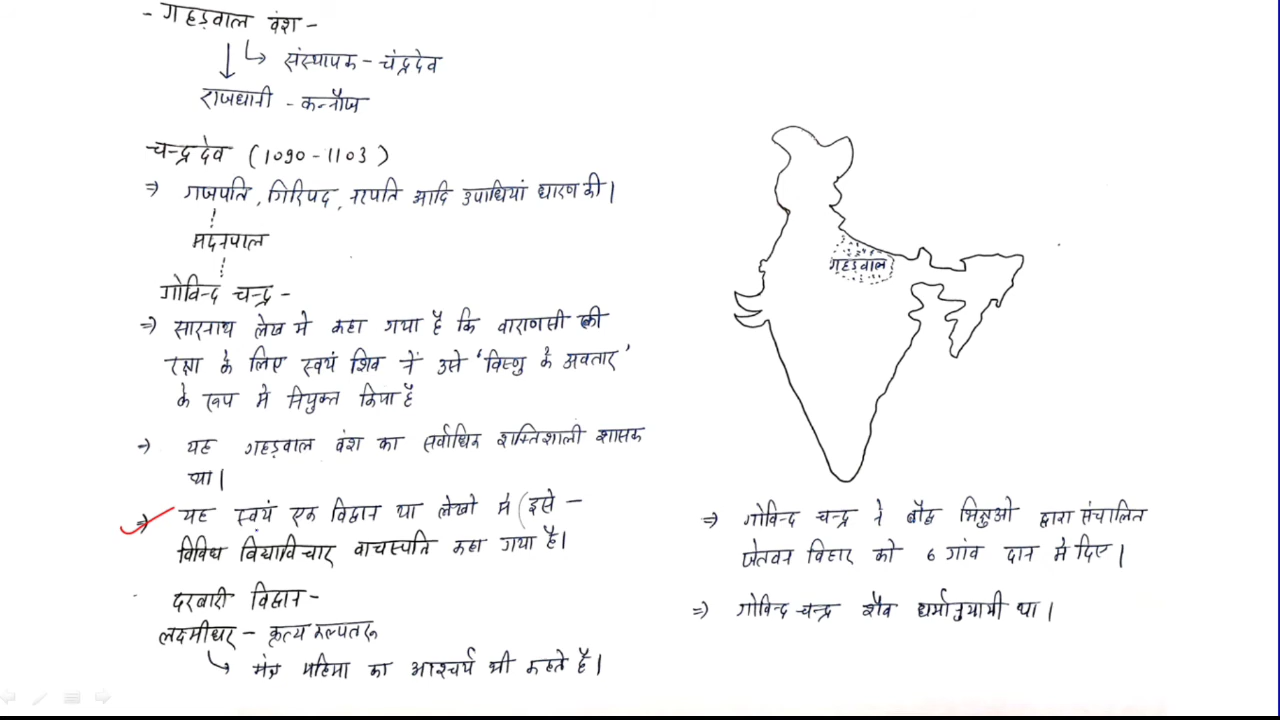 - गहड़वाल वंश -
संस्थापक - चंद्रदेव
राजधानी - कन्नौज
चन्द्रदेव (1090-1103)
⇒ गजपति, गिरिपद, नरपति आदि उपाधियां धारण की।
मदनपाल
गोविन्द चन्द्र -
⇒ सारनाथ लेख में कहा गया है कि वाराणसी की
रक्षा के लिए स्वयं शिव नें उसे 'विष्णु के अवतार'
के रूप में नियुक्त किया है
⇒ यह गहड़वाल वंश का सर्वाधिक शक्तिशाली शासक
था।
⇒ यह स्वयं एक विद्वान था लेखो में (इसे -
विविध विद्याविचार वाचस्पति कहा गया है।
दरबारी विद्वान -
लक्ष्मीधर - कृत्य कल्पतरू
मंत्र महिमा का आश्चर्य भी कहते है।
गहड़वाल
⇒ गोविन्द चन्द्र ने बौद्ध भिक्षुओ द्वारा संचालित
जेतवन विहार को 6 गांव दान में दिए।
⇒ गोविन्द चन्द्र शैव धर्मानुयायी था।